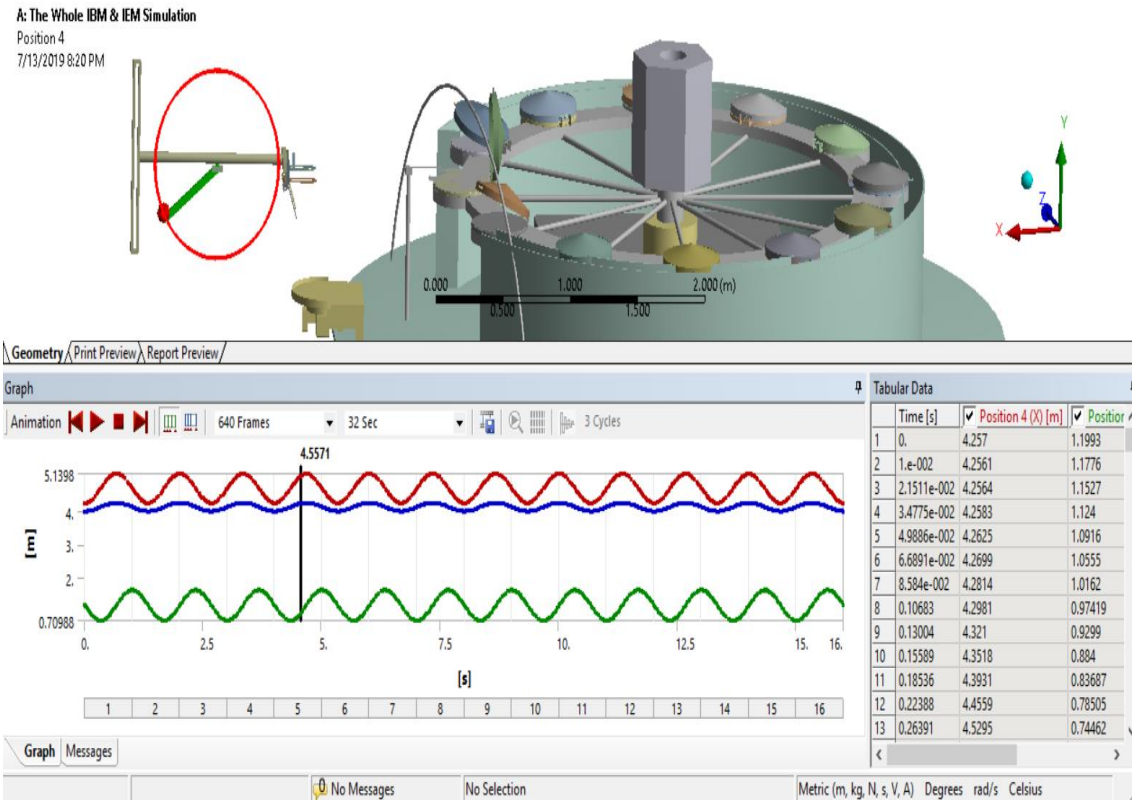 A: The Whole IBM & IEM Simulation
Position 4
7/13/2019 8:20 PM
Y
Z
X
0.000 1.000 2.000 (m)
0.500 1.500
Geometry Print Preview Report Preview
Graph
Animation 640 Frames 32 Sec 3 Cycles
4.5571
5.1398
4.
3.
2.
0.70988
[m]
0. 2.5 5. 7.5 10. 12.5 15. 16.
[s]
1 2 3 4 5 6 7 8 9 10 11 12 13 14 15 16
Graph Messages
Tabular Data
Time [s] Position 4 (X) [m] Position
1 0. 4.257 1.1993
2 1.e-002 4.2561 1.1776
3 2.1511e-002 4.2564 1.1527
4 3.4775e-002 4.2583 1.124
5 4.9886e-002 4.2625 1.0916
6 6.6891e-002 4.2699 1.0555
7 8.584e-002 4.2814 1.0162
8 0.10683 4.2981 0.97419
9 0.13004 4.321 0.9299
10 0.15589 4.3518 0.884
11 0.18536 4.3931 0.83687
12 0.22388 4.4559 0.78505
13 0.26391 4.5295 0.74462
0 No Messages No Selection Metric (m, kg, N, s, V, A) Degrees rad/s Celsius